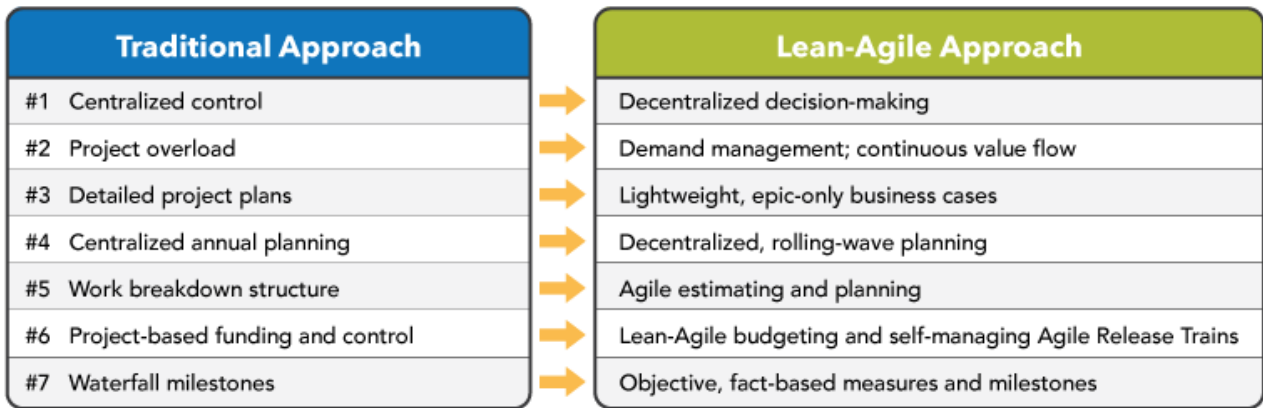 Traditional Approach
Lean-Agile Approach
#1 Centralized control
Decentralized decision-making
#2 Project overload
Demand management; continuous value flow
#3 Detailed project plans
Lightweight, epic-only business cases
#4 Centralized annual planning
Decentralized, rolling-wave planning
#5 Work breakdown structure
Agile estimating and planning
#6 Project-based funding and control
Lean-Agile budgeting and self-managing Agile Release Trains
#7 Waterfall milestones
Objective, fact-based measures and milestones